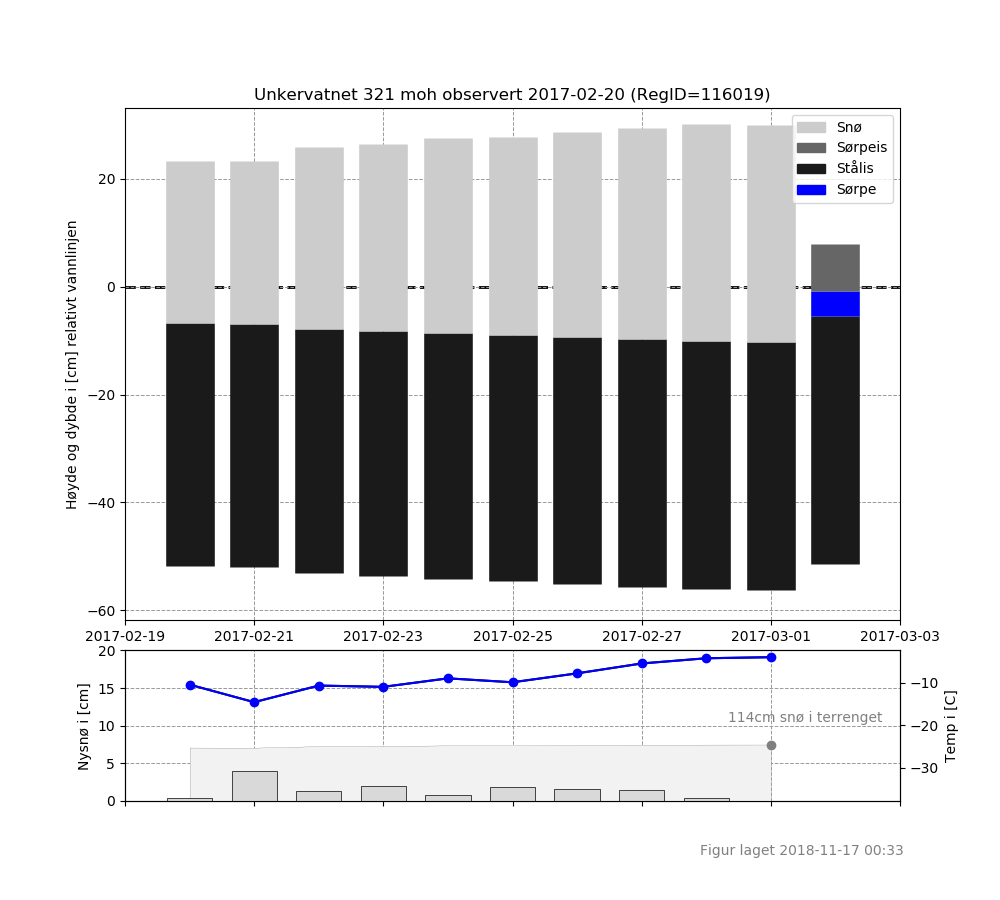 Unkervatnet 321 moh observert 2017-02-20 (RegID=116019)
Snø
Sørpeis
Stålis
Sørpe
Høyde og dybde i [cm] relativt vannlinjen
20
0
−20
−40
−60
2017-02-19 2017-02-21 2017-02-23 2017-02-25 2017-02-27 2017-03-01 2017-03-03
Nysnø i [cm]
20
15
10
5
0
114cm snø i terrenget
−10
−20
−30
Temp i [C]
Figur laget 2018-11-17 00:33